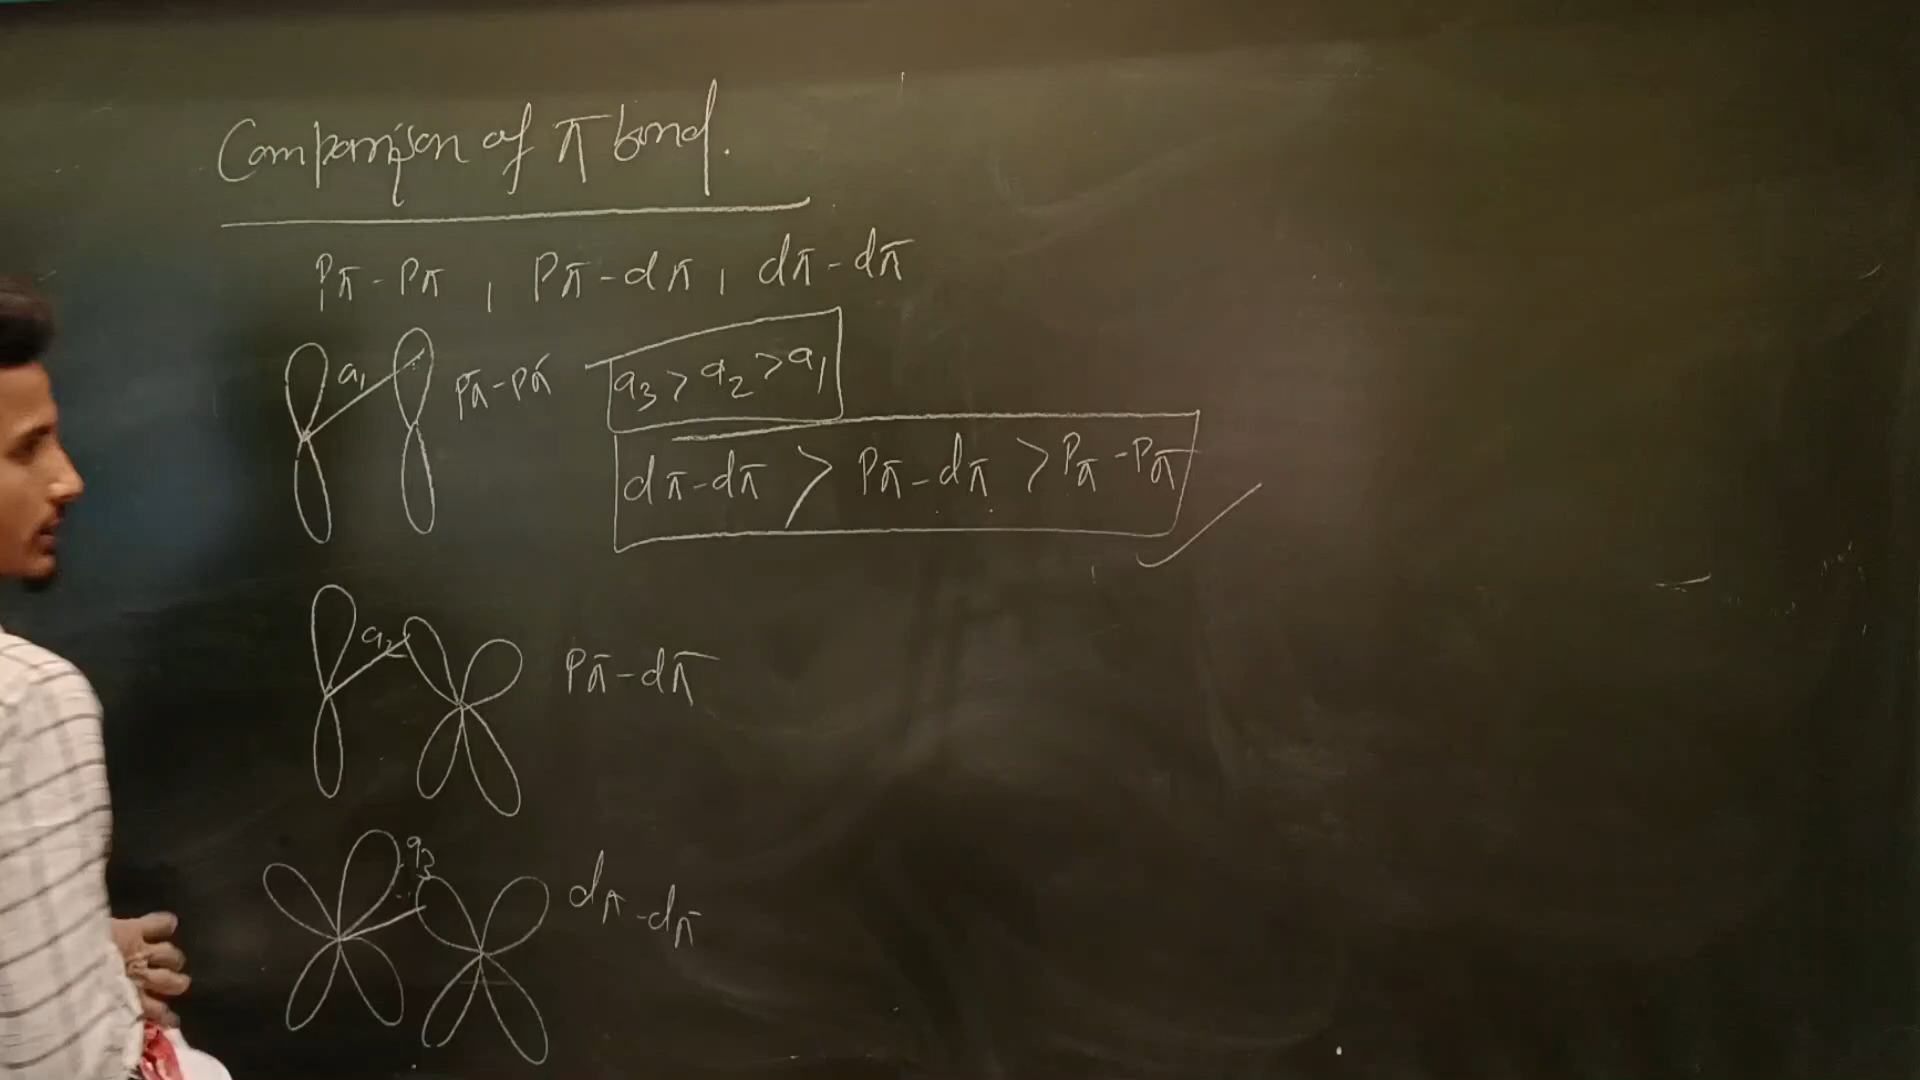 Comparision of π bond.
Pπ-Pπ, Pπ-dπ, dπ-dπ
a₁
Pπ-Pπ
a₃ > a₂ > a₁
dπ-dπ > Pπ-dπ > Pπ-Pπ
a₂
Pπ-dπ
a₃
dπ-dπ